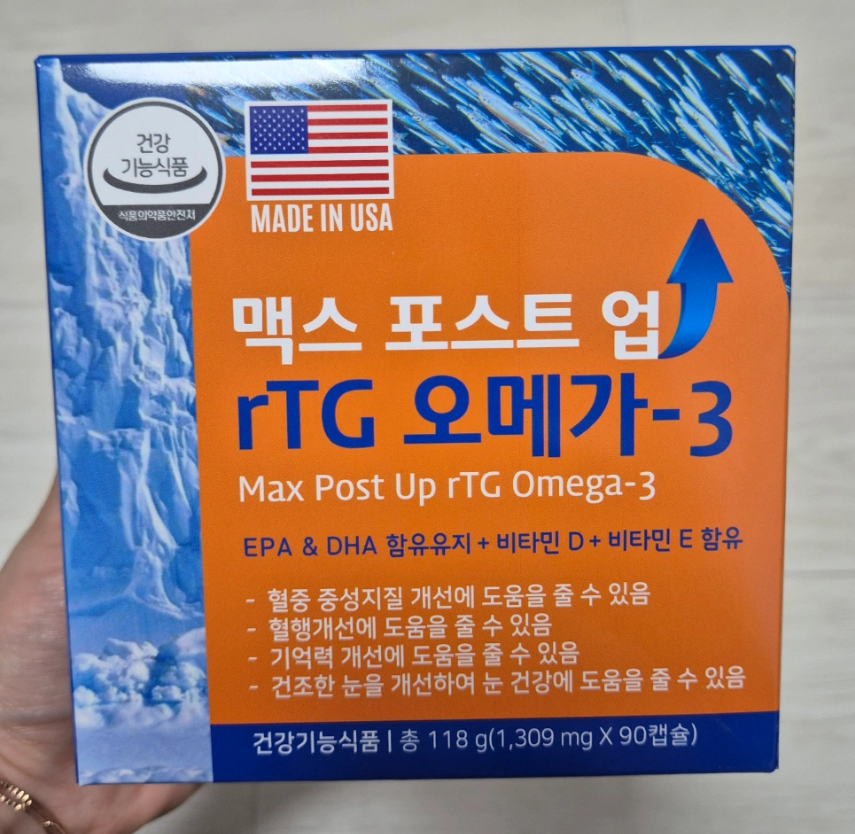 건강
기능식품
식품의약품안전처
MADE IN USA
맥스 포스트 업
rTG 오메가-3
Max Post Up rTG Omega-3
EPA & DHA 함유유지 + 비타민 D + 비타민 E 함유
- 혈중 중성지질 개선에 도움을 줄 수 있음
- 혈행개선에 도움을 줄 수 있음
- 기억력 개선에 도움을 줄 수 있음
- 건조한 눈을 개선하여 눈 건강에 도움을 줄 수 있음
건강기능식품 | 총 118 g(1,309 mg X 90캡슐)